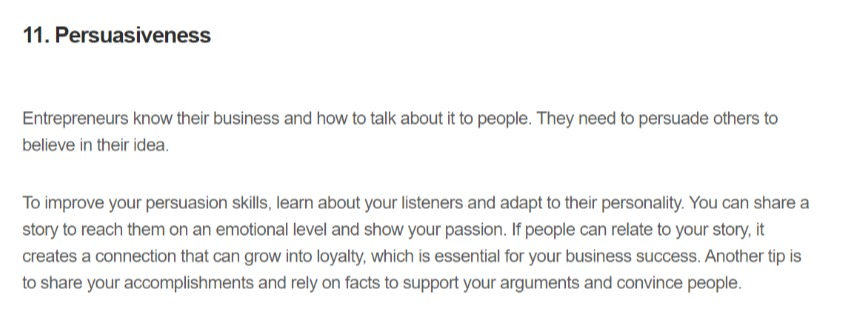 11. Persuasiveness
Entrepreneurs know their business and how to talk about it to people. They need to persuade others to
believe in their idea.
To improve your persuasion skills, learn about your listeners and adapt to their personality. You can share a
story to reach them on an emotional level and show your passion. If people can relate to your story, it
creates a connection that can grow into loyalty, which is essential for your business success. Another tip is
to share your accomplishments and rely on facts to support your arguments and convince people.